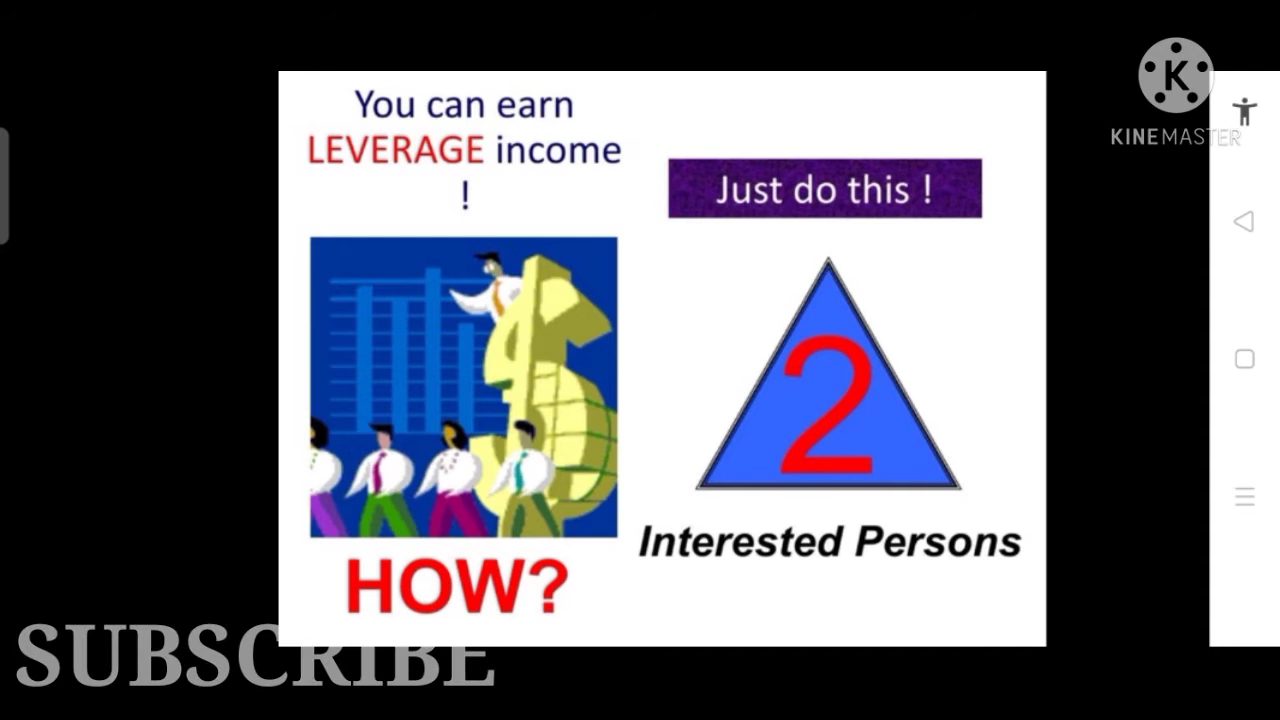 You can earn
LEVERAGE income
!
HOW?
Just do this !
2
Interested Persons
K
KINEMASTER
SUBSCRIBE